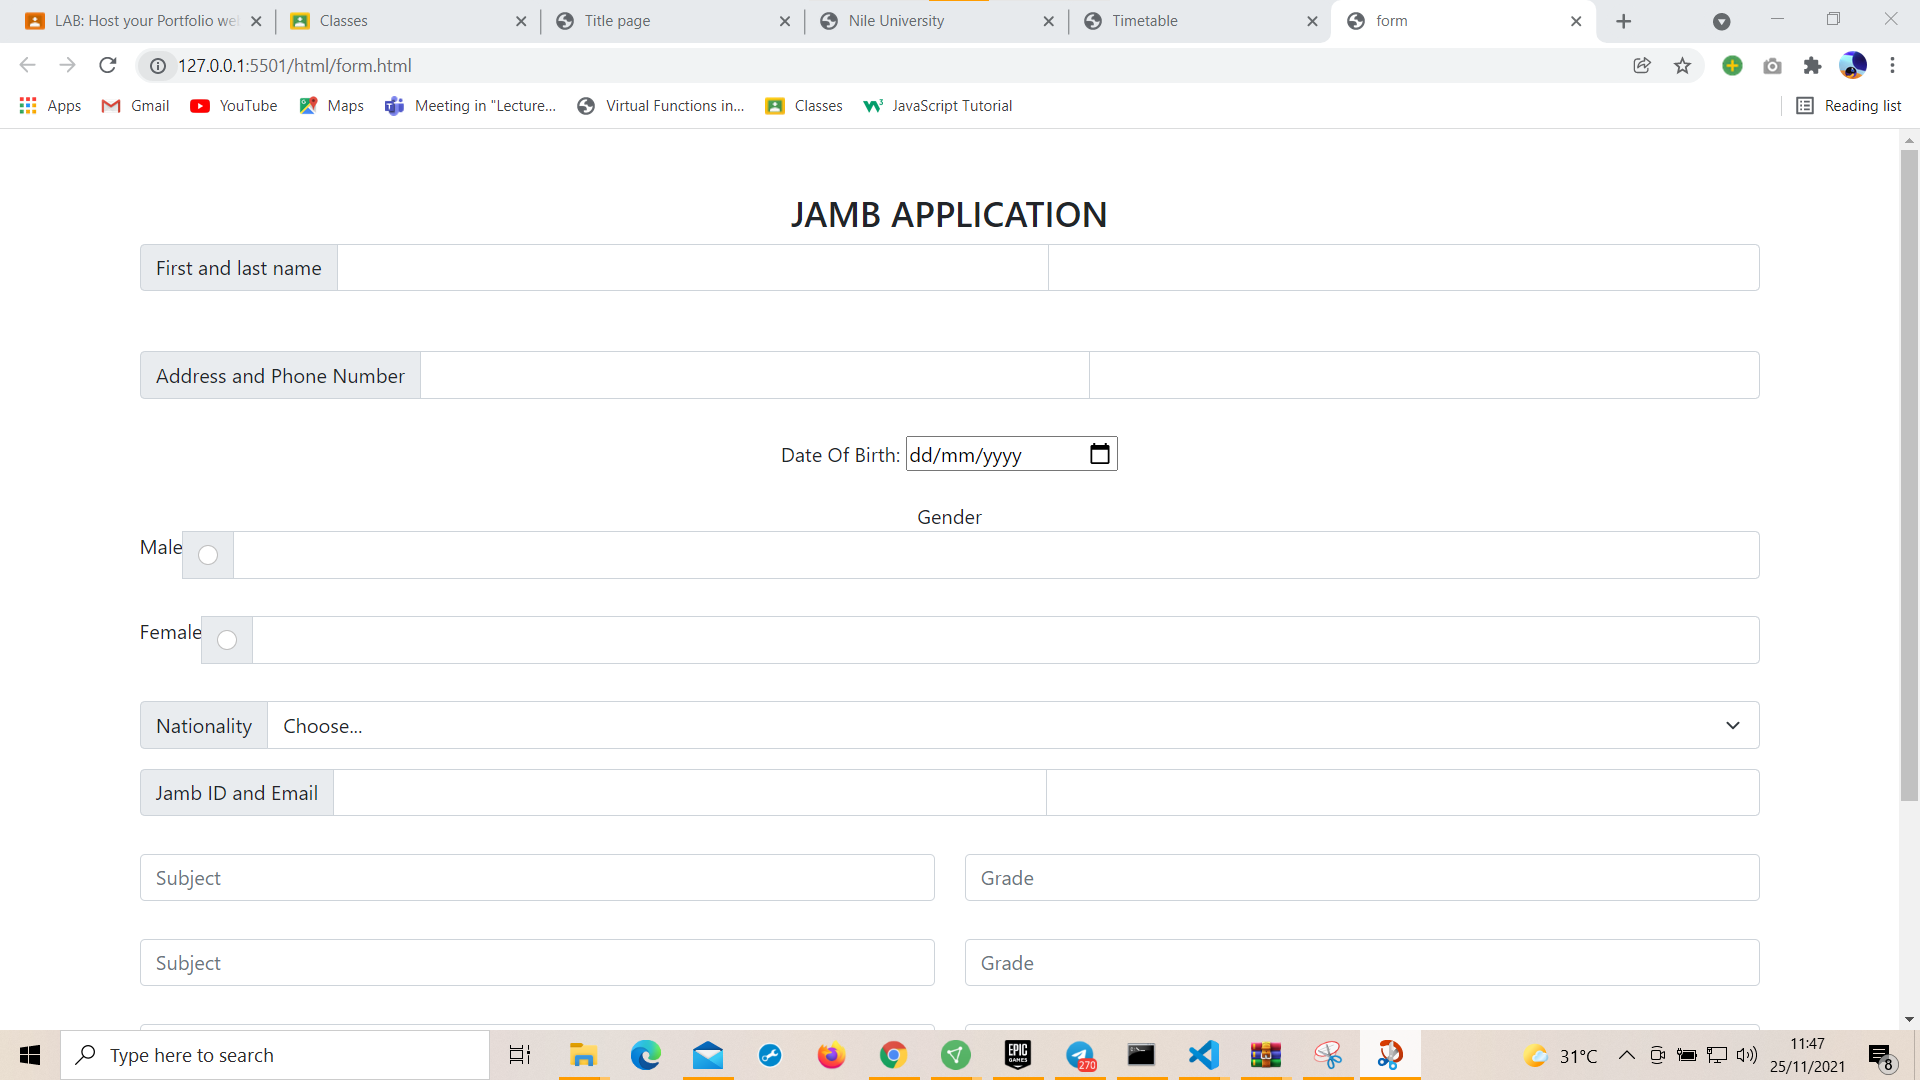 LAB: Host your Portfolio we
Classes
Title page
Nile University
Timetable
form
127.0.0.1:5501/html/form.html
Apps
Gmail
YouTube
Maps
Meeting in "Lecture...
Virtual Functions in...
Classes
JavaScript Tutorial
Reading list
JAMB APPLICATION
First and last name
Address and Phone Number
Date Of Birth: dd/mm/yyyy
Gender
Male
Female
Nationality Choose...
Jamb ID and Email
Subject Grade
Subject Grade
Type here to search
EPIC
GAMES
270
31°C
11:47
25/11/2021
8